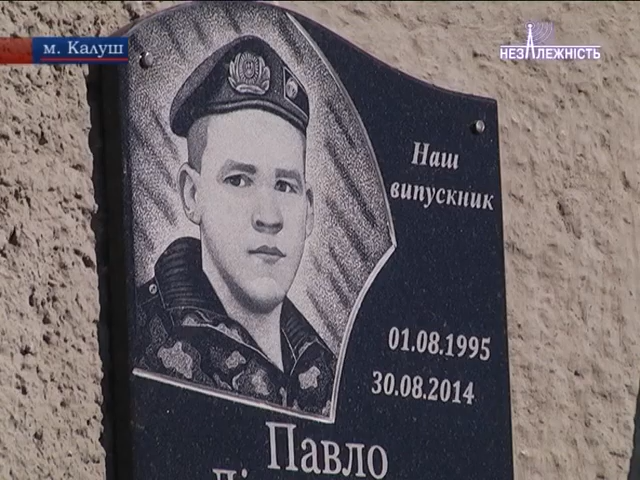 м. Калуш
НЕЗАЛЕЖНІСТЬ
Наш
випускник
01.08.1995
30.08.2014
Павло